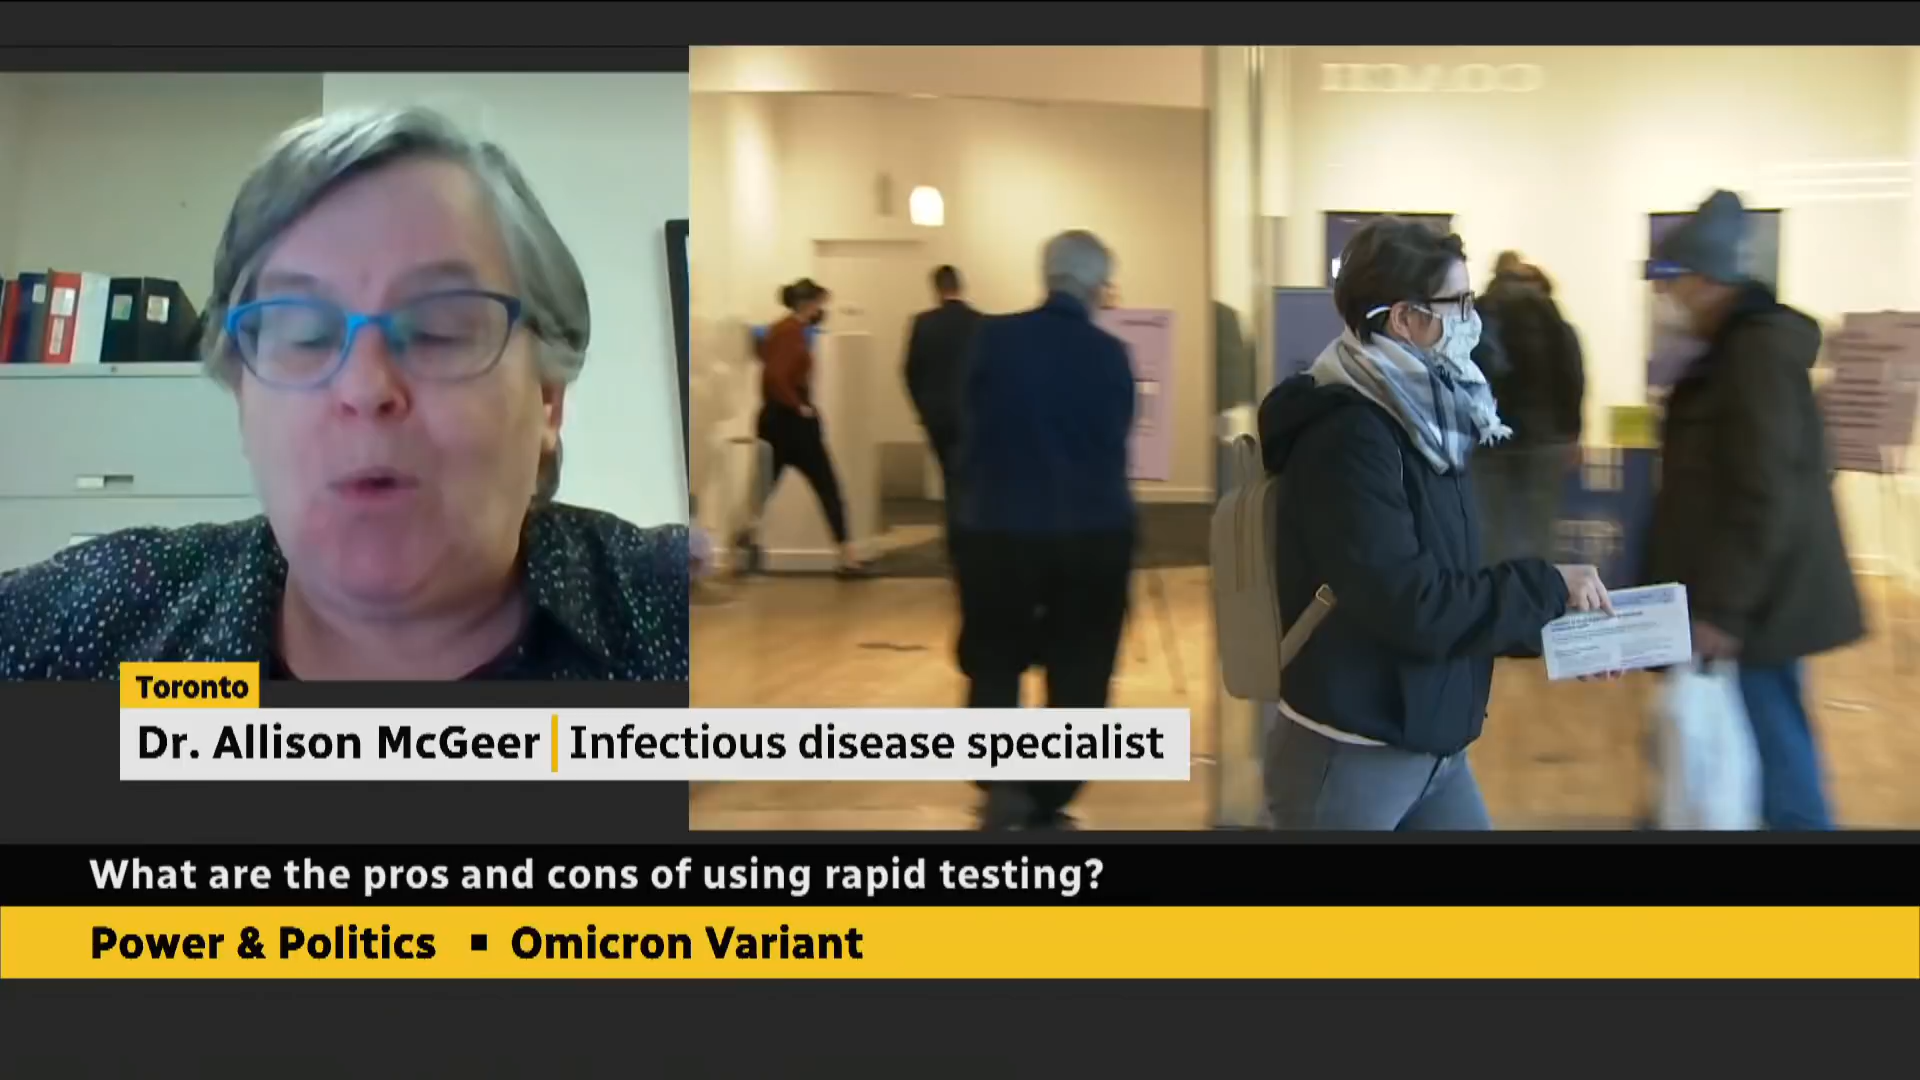 COACH
Toronto
Dr. Allison McGeer | Infectious disease specialist
What are the pros and cons of using rapid testing?
Power & Politics ▪ Omicron Variant